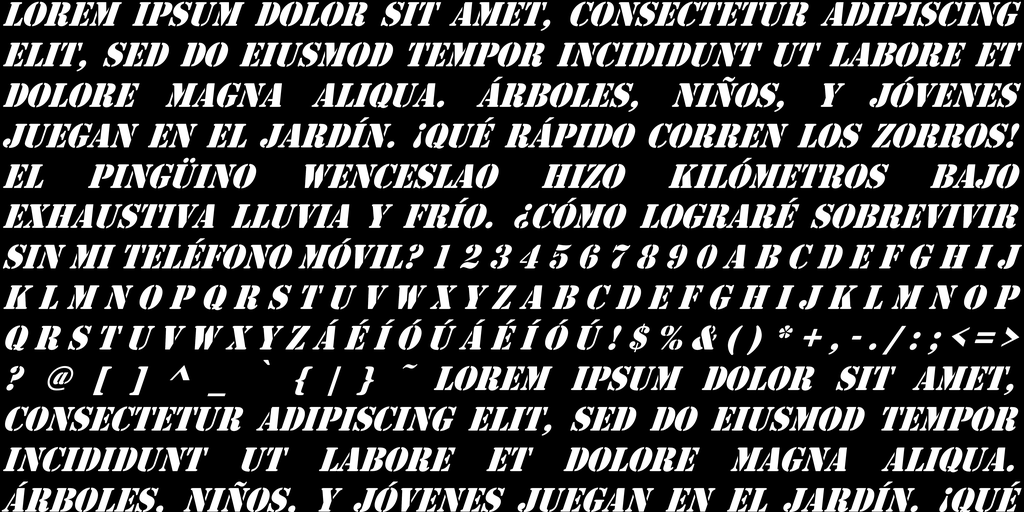 LOREM IPSUM DOLOR SIT AMET, CONSECTETUR ADIPISCING
ELIT, SED DO EIUSMOD TEMPOR INCIDIDUNT UT LABORE ET
DOLORE MAGNA ALIQUA. ÁRBOLES, NIÑOS, Y JÓVENES
JUEGAN EN EL JARDÍN. ¡QUÉ RÁPIDO CORREN LOS ZORROS!
EL PINGÜINO WENCESLAO HIZO KILÓMETROS BAJO
EXHAUSTIVA LLUVIA Y FRÍO. ¿CÓMO LOGRARÉ SOBREVIVIR
SIN MI TELÉFONO MÓVIL? 1 2 3 4 5 6 7 8 9 0 A B C D E F G H I J
K L M N O P Q R S T U V W X Y Z A B C D E F G H I J K L M N O P
Q R S T U V W X Y Z Á É Í Ó Ú Á É Í Ó Ú ! $ % & ( ) * + , - . / : ; < = >
? @ [ ] ^ _ ` { | } ~ LOREM IPSUM DOLOR SIT AMET,
CONSECTETUR ADIPISCING ELIT, SED DO EIUSMOD TEMPOR
INCIDIDUNT UT LABORE ET DOLORE MAGNA ALIQUA.
ÁRBOLES, NIÑOS, Y JÓVENES JUEGAN EN EL JARDÍN. ¡QUÉ